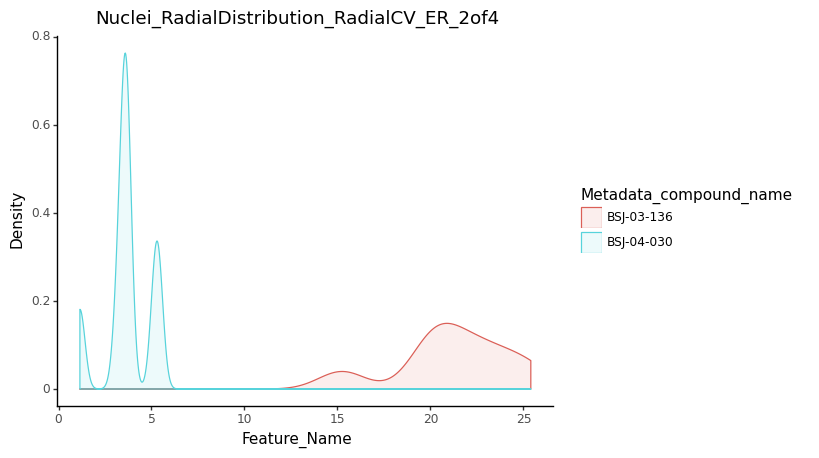 Nuclei_RadialDistribution_RadialCV_ER_2of4
0.8
0.6
0.4
0.2
0
Density
0
5
10
15
20
25
Feature_Name
Metadata_compound_name
BSJ-03-136
BSJ-04-030